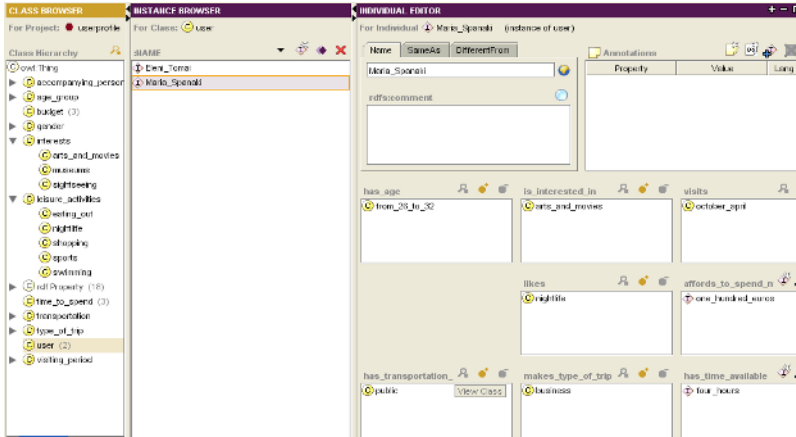 CLASS BROWSER
For Project: userprofile
Class Hierarchy
owl:Thing
accompanying_person
age_group
budget (3)
gender
interests
arts_and_movies
museums
sightseeing
leisure_activities
eating_out
nightlife
shopping
sports
swimming
rdf:Property (18)
time_to_spend (3)
transportation
type_of_trip
user (2)
visiting_period
INSTANCE BROWSER
For Class: user
NAME
Maria_Spanaki
INDIVIDUAL EDITOR
For Individual Maria_Spanaki (instance of user)
Name SameAs DifferentFrom
Maria_Spanaki
rdfs:comment
Annotations
Property Value Lang
has_age is_interested_in visits
from_26_to_32 arts_and_movies october_april
likes affords_to_spend_m
nightlife one_hundred_euros
has_transportation_ makes_type_of_trip has_time_available
public View Class business four_hours